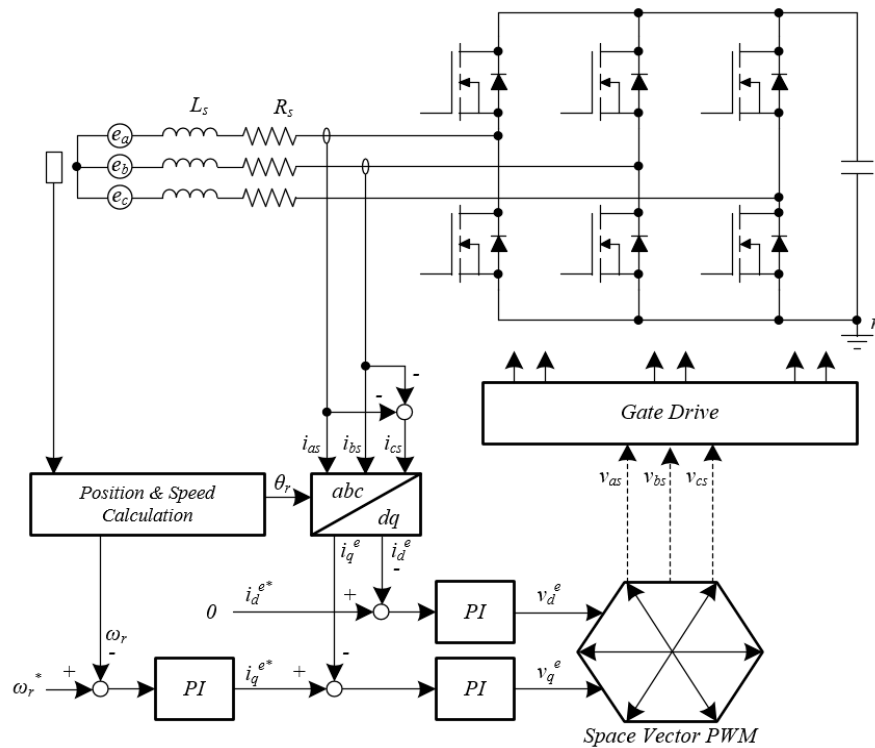 L_s
R_s
e_a
e_b
e_c
n
- -
Gate Drive
i_as i_bs i_cs
v_as v_bs v_cs
Position & Speed
Calculation
θ_r
abc
dq
i_q^e
i_d^e
-
0
i_d^e*
+
PI
v_d^e
ω_r
-
-
ω_r^*
+
PI
i_q^e*
+
PI
v_q^e
Space Vector PWM